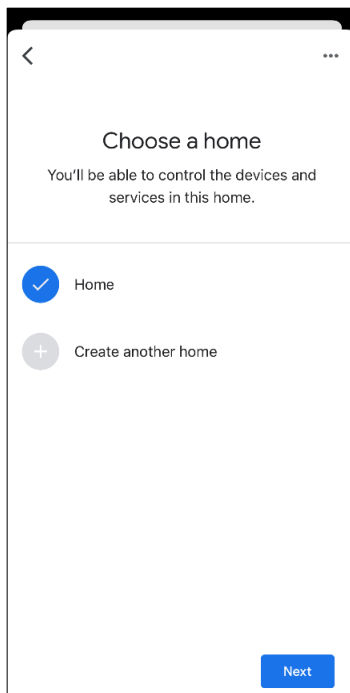 Choose a home
You'll be able to control the devices and
services in this home.
Home
Create another home
Next